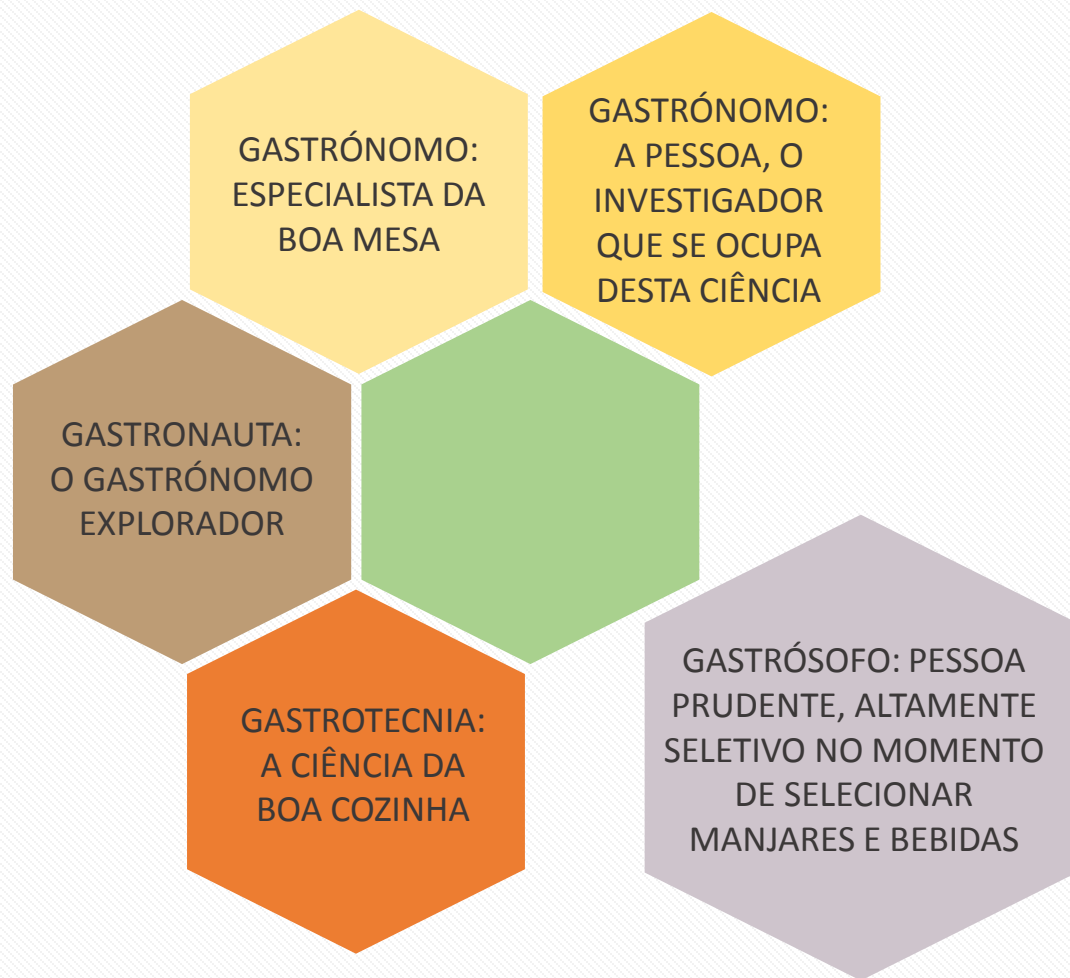 GASTRÓNOMO:
ESPECIALISTA DA
BOA MESA
GASTRÓNOMO:
A PESSOA, O
INVESTIGADOR
QUE SE OCUPA
DESTA CIÊNCIA
GASTRONAUTA:
O GASTRÓNOMO
EXPLORADOR
GASTROTECNIA:
A CIÊNCIA DA
BOA COZINHA
GASTRÓSOFO: PESSOA
PRUDENTE, ALTAMENTE
SELETIVO NO MOMENTO
DE SELECIONAR
MANJARES E BEBIDAS